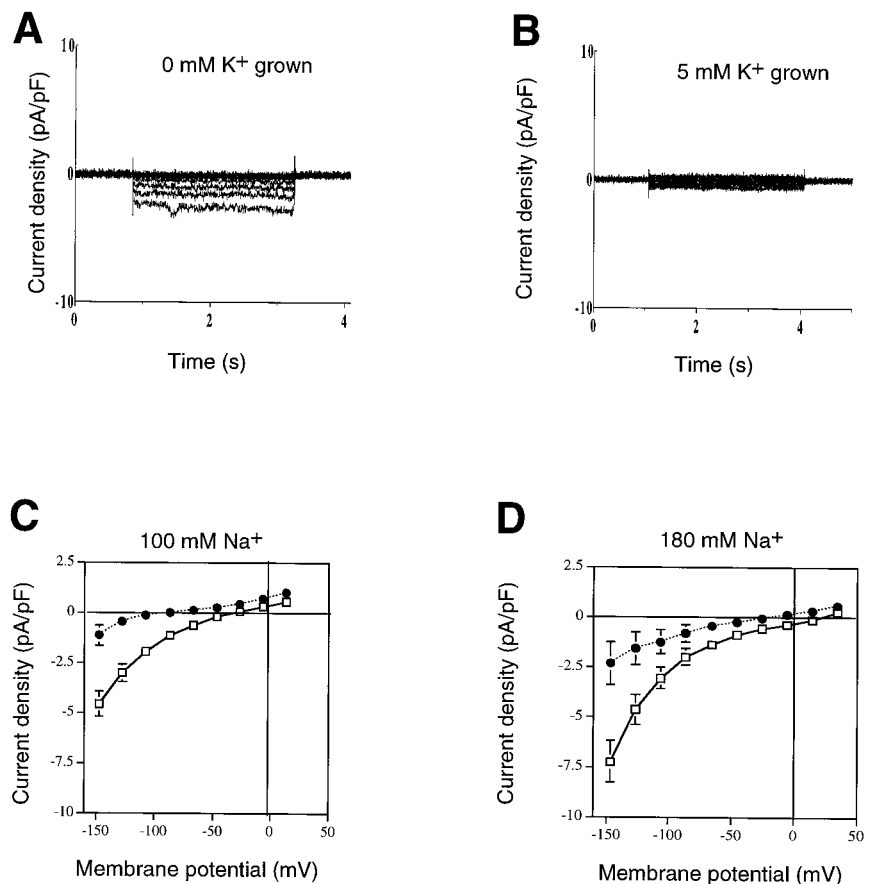 A
10
0 mM K+ grown
Current density (pA/pF)
0
-10
0
2
4
Time (s)
B
10
5 mM K+ grown
Current density (pA/pF)
0
-10
0
2
4
Time (s)
C
100 mM Na+
2.5
0
-2.5
-5
-7.5
-10
Current density (pA/pF)
-150
-100
-50
0
50
Membrane potential (mV)
D
180 mM Na+
2.5
0
-2.5
-5
-7.5
-10
Current density (pA/pF)
-150
-100
-50
0
50
Membrane potential (mV)